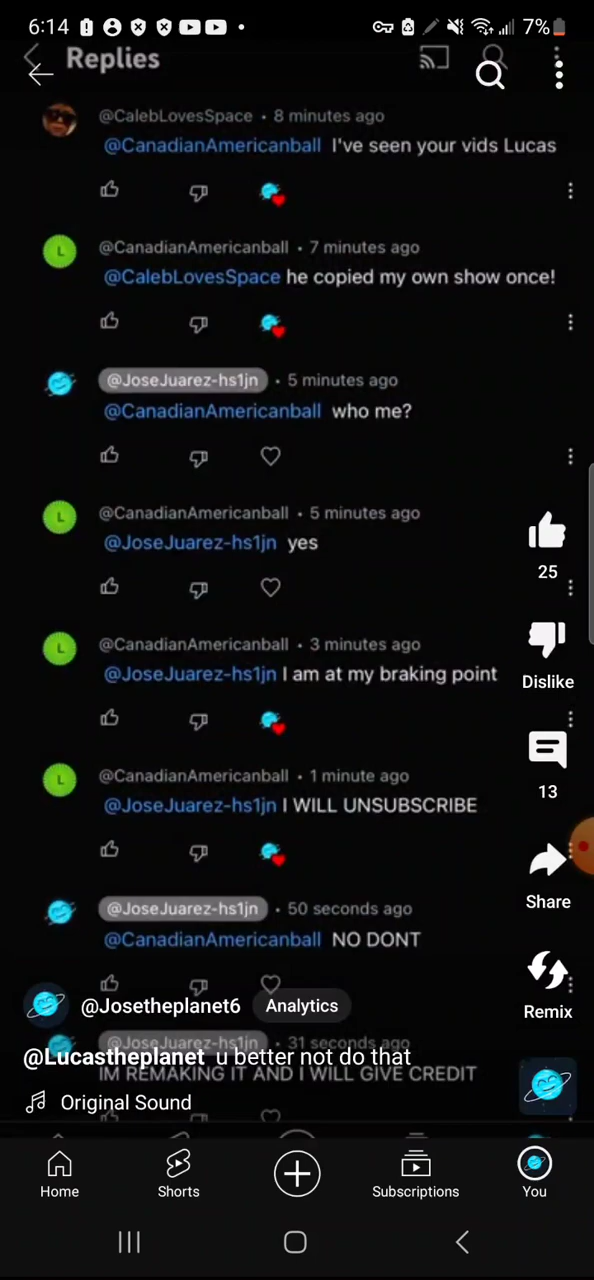 6:14
7%
Replies
@CalebLovesSpace • 8 minutes ago
@CanadianAmericanball I've seen your vids Lucas
L
@CanadianAmericanball • 7 minutes ago
@CalebLovesSpace he copied my own show once!
@JoseJuarez-hs1jn • 5 minutes ago
@CanadianAmericanball who me?
L
@CanadianAmericanball • 5 minutes ago
@JoseJuarez-hs1jn yes
25
L
@CanadianAmericanball • 3 minutes ago
@JoseJuarez-hs1jn I am at my braking point
Dislike
L
@CanadianAmericanball • 1 minute ago
@JoseJuarez-hs1jn I WILL UNSUBSCRIBE
13
@JoseJuarez-hs1jn • 50 seconds ago
@CanadianAmericanball NO DONT
Share
@Josetheplanet6 Analytics
Remix
@JoseJuarez-hs1jn • 31 seconds ago
@Lucastheplanet u better not do that
IM REMAKING IT AND I WILL GIVE CREDIT
Original Sound
Home
Shorts
Subscriptions
You